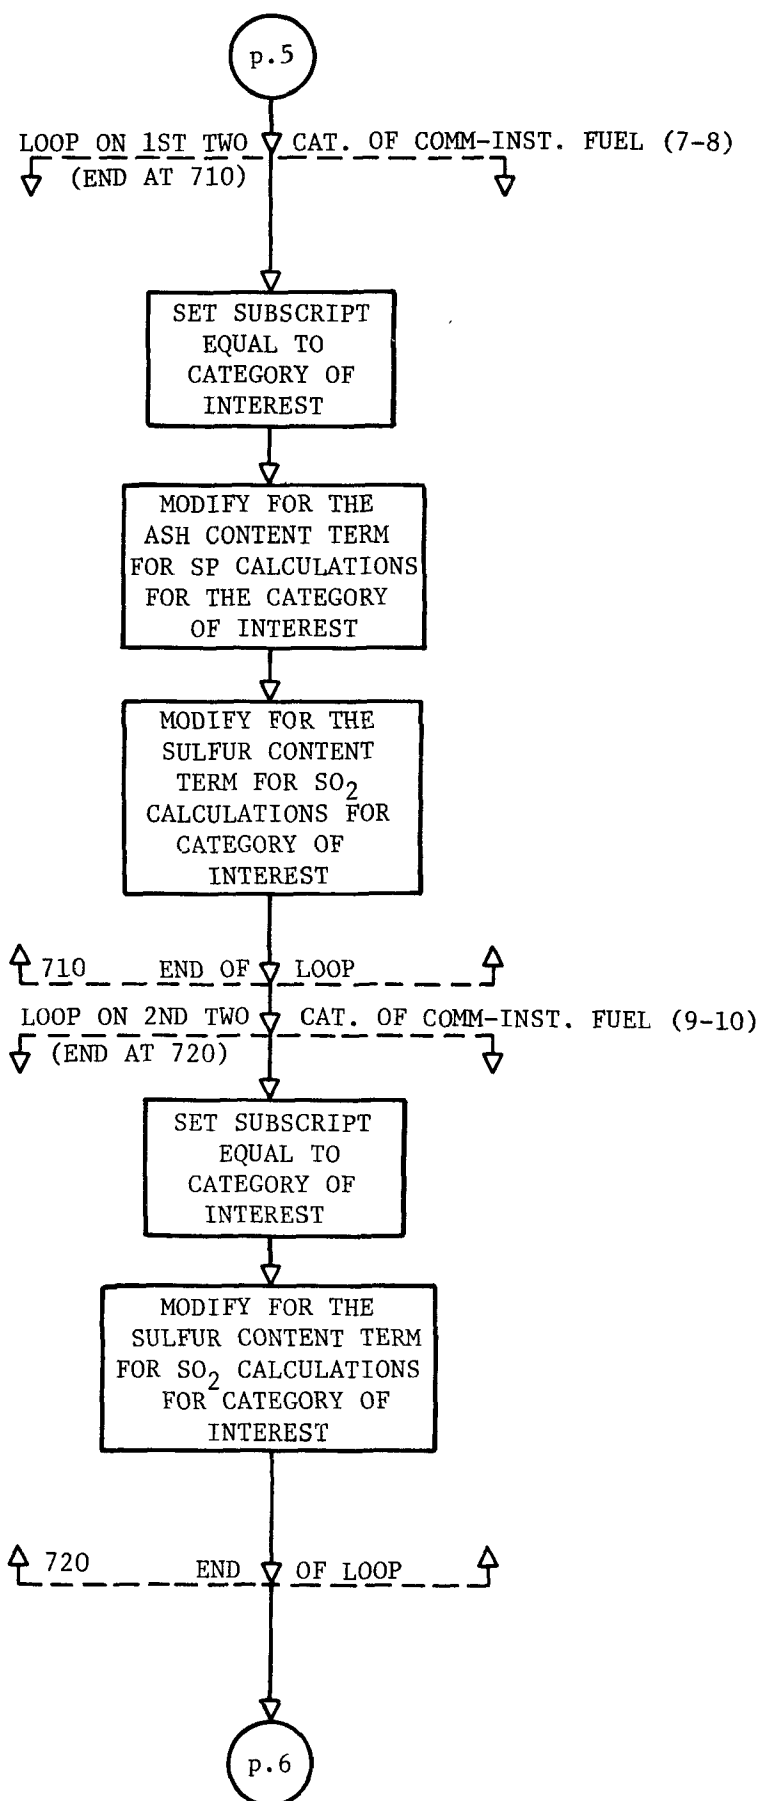 p.5
LOOP ON 1ST TWO CAT. OF COMM-INST. FUEL (7-8)
(END AT 710)
SET SUBSCRIPT
EQUAL TO
CATEGORY OF
INTEREST
MODIFY FOR THE
ASH CONTENT TERM
FOR SP CALCULATIONS
FOR THE CATEGORY
OF INTEREST
MODIFY FOR THE
SULFUR CONTENT
TERM FOR SO2
CALCULATIONS FOR
CATEGORY OF
INTEREST
710 END OF LOOP
LOOP ON 2ND TWO CAT. OF COMM-INST. FUEL (9-10)
(END AT 720)
SET SUBSCRIPT
EQUAL TO
CATEGORY OF
INTEREST
MODIFY FOR THE
SULFUR CONTENT TERM
FOR SO2 CALCULATIONS
FOR CATEGORY OF
INTEREST
720 END OF LOOP
p.6